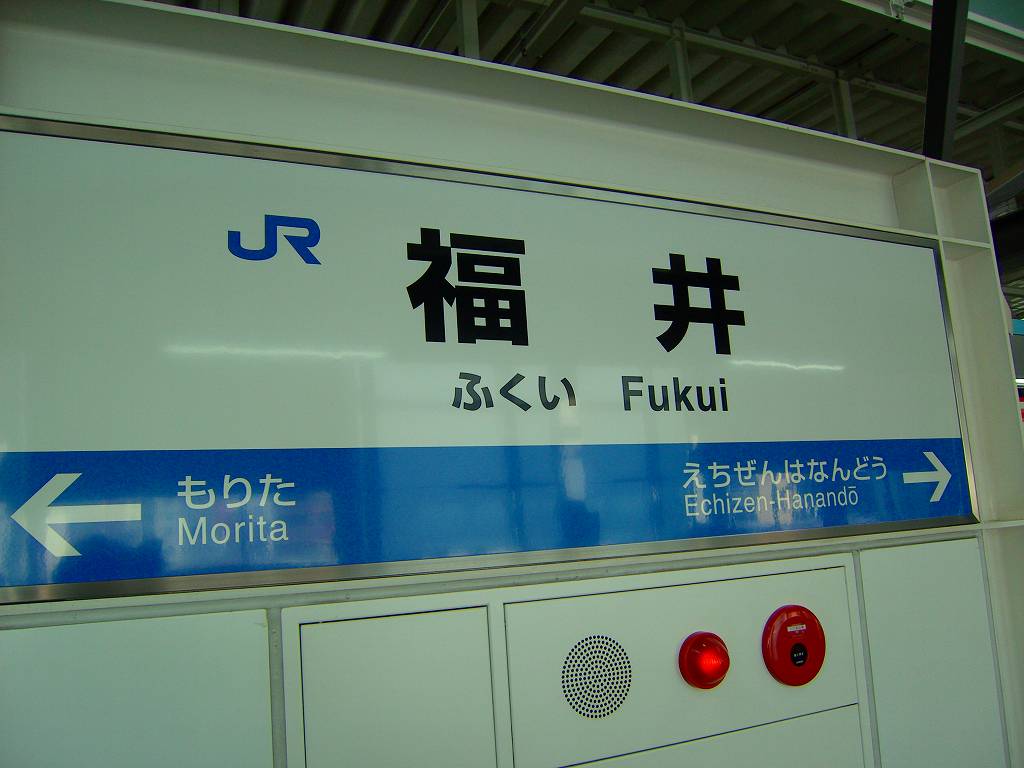 JR 福井
ふくい Fukui
もりた
Morita
えちぜんはなんどう
Echizen-Hanandō